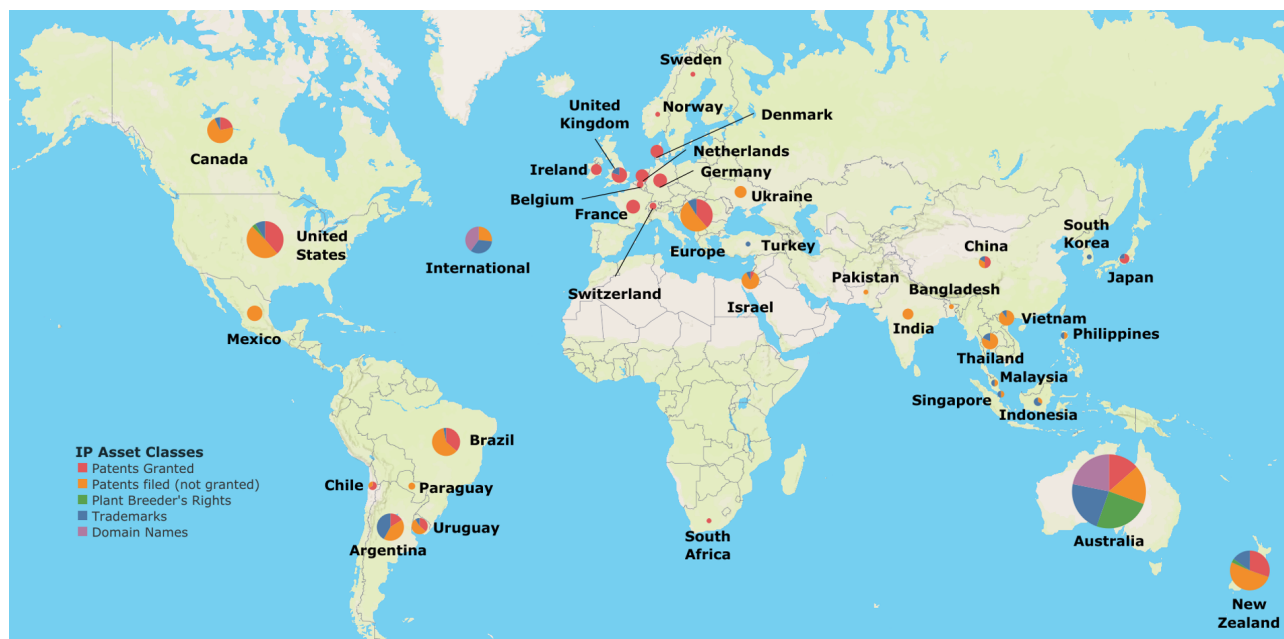 Sweden
United
Kingdom
Norway
Denmark
Canada
Ireland
Netherlands
Germany
Belgium
Ukraine
France
United
States
International
Europe
Turkey
South
Korea
China
Japan
Switzerland
Israel
Pakistan
Bangladesh
Mexico
India
Vietnam
Philippines
Thailand
Malaysia
Singapore
Indonesia
Brazil
IP Asset Classes
Patents Granted
Patents filed (not granted)
Plant Breeder's Rights
Trademarks
Domain Names
Chile
Paraguay
Uruguay
Argentina
South
Africa
Australia
New
Zealand